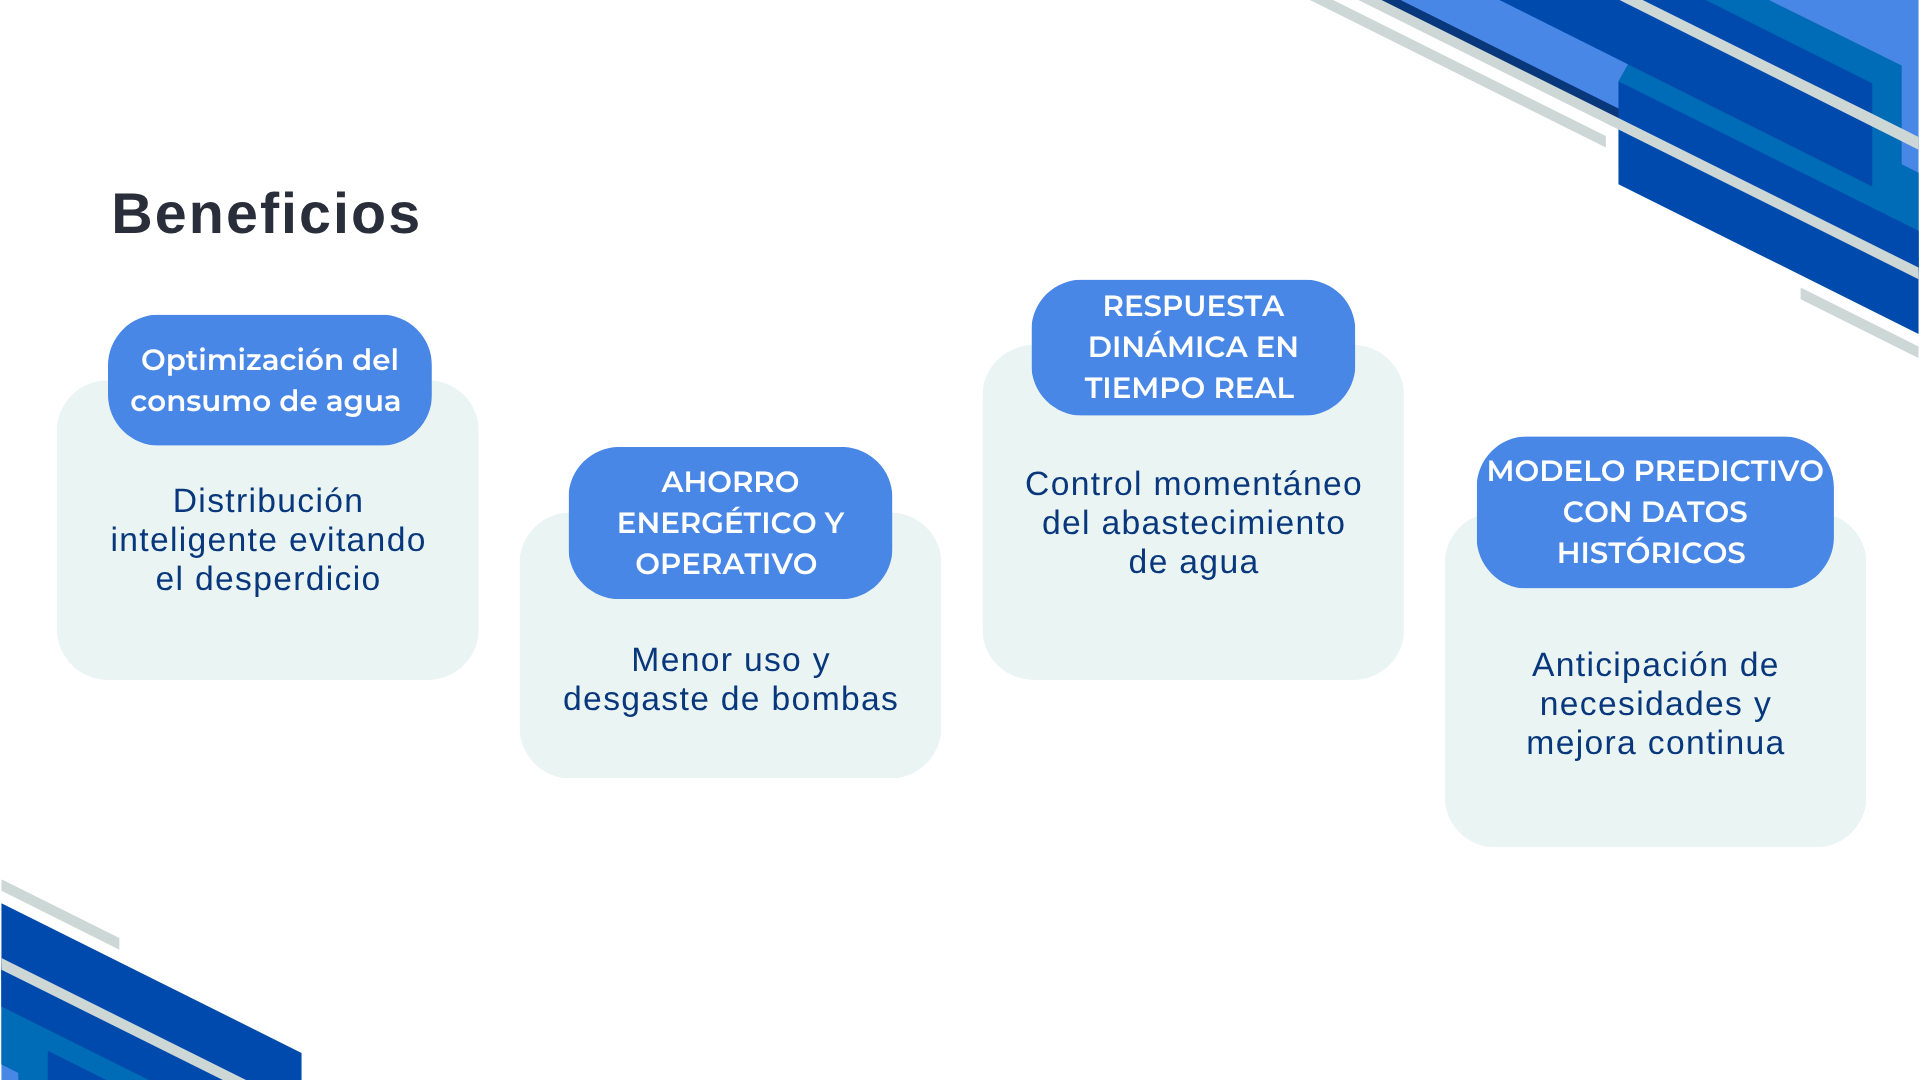 Beneficios
Optimización del
consumo de agua
Distribución
inteligente evitando
el desperdicio
AHORRO
ENERGÉTICO Y
OPERATIVO
Menor uso y
desgaste de bombas
RESPUESTA
DINÁMICA EN
TIEMPO REAL
Control momentáneo
del abastecimiento
de agua
MODELO PREDICTIVO
CON DATOS
HISTÓRICOS
Anticipación de
necesidades y
mejora continua